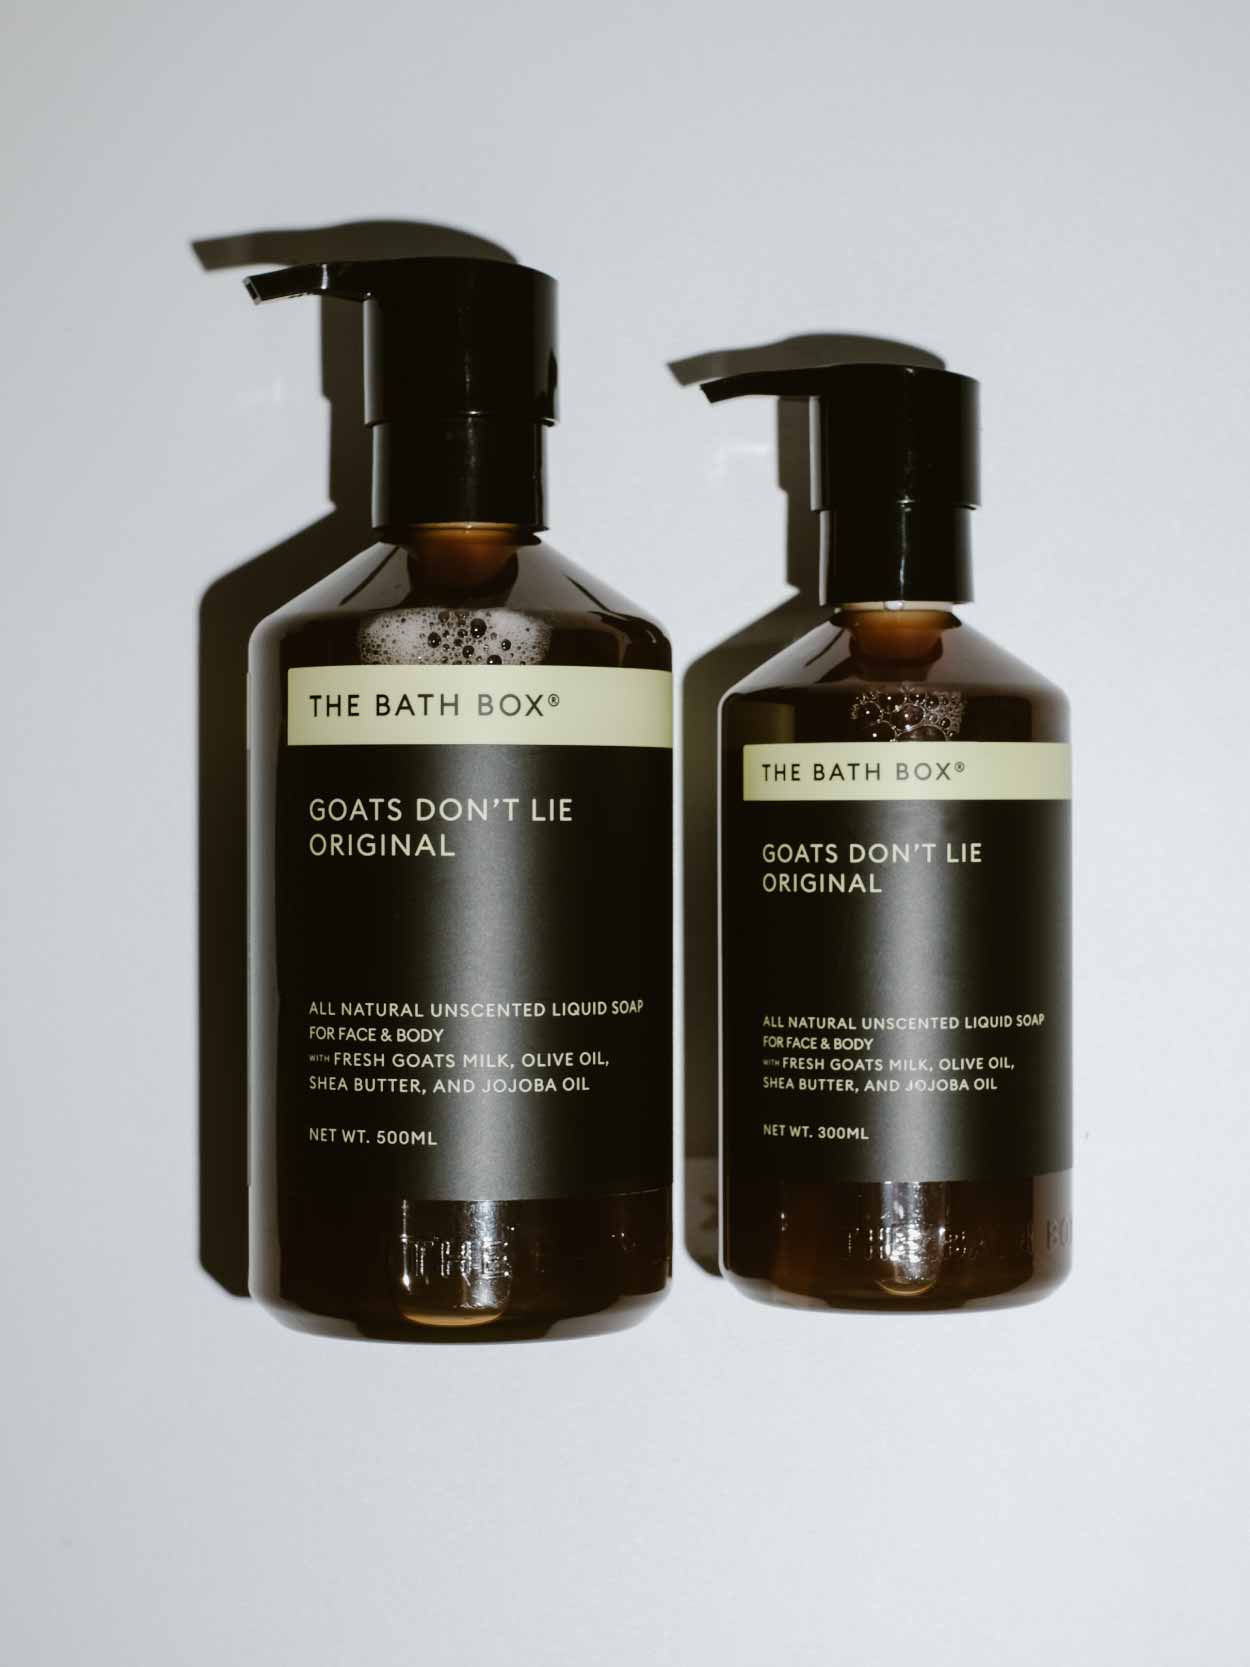 THE BATH BOX®
GOATS DON'T LIE
ORIGINAL
ALL NATURAL UNSCENTED LIQUID SOAP
FOR FACE & BODY
WITH FRESH GOATS MILK, OLIVE OIL,
SHEA BUTTER, AND JOJOBA OIL
NET WT. 500ML
THE
THE BATH BOX®
GOATS DON'T LIE
ORIGINAL
ALL NATURAL UNSCENTED LIQUID SOAP
FOR FACE & BODY
WITH FRESH GOATS MILK, OLIVE OIL,
SHEA BUTTER, AND JOJOBA OIL
NET WT. 300ML
THE